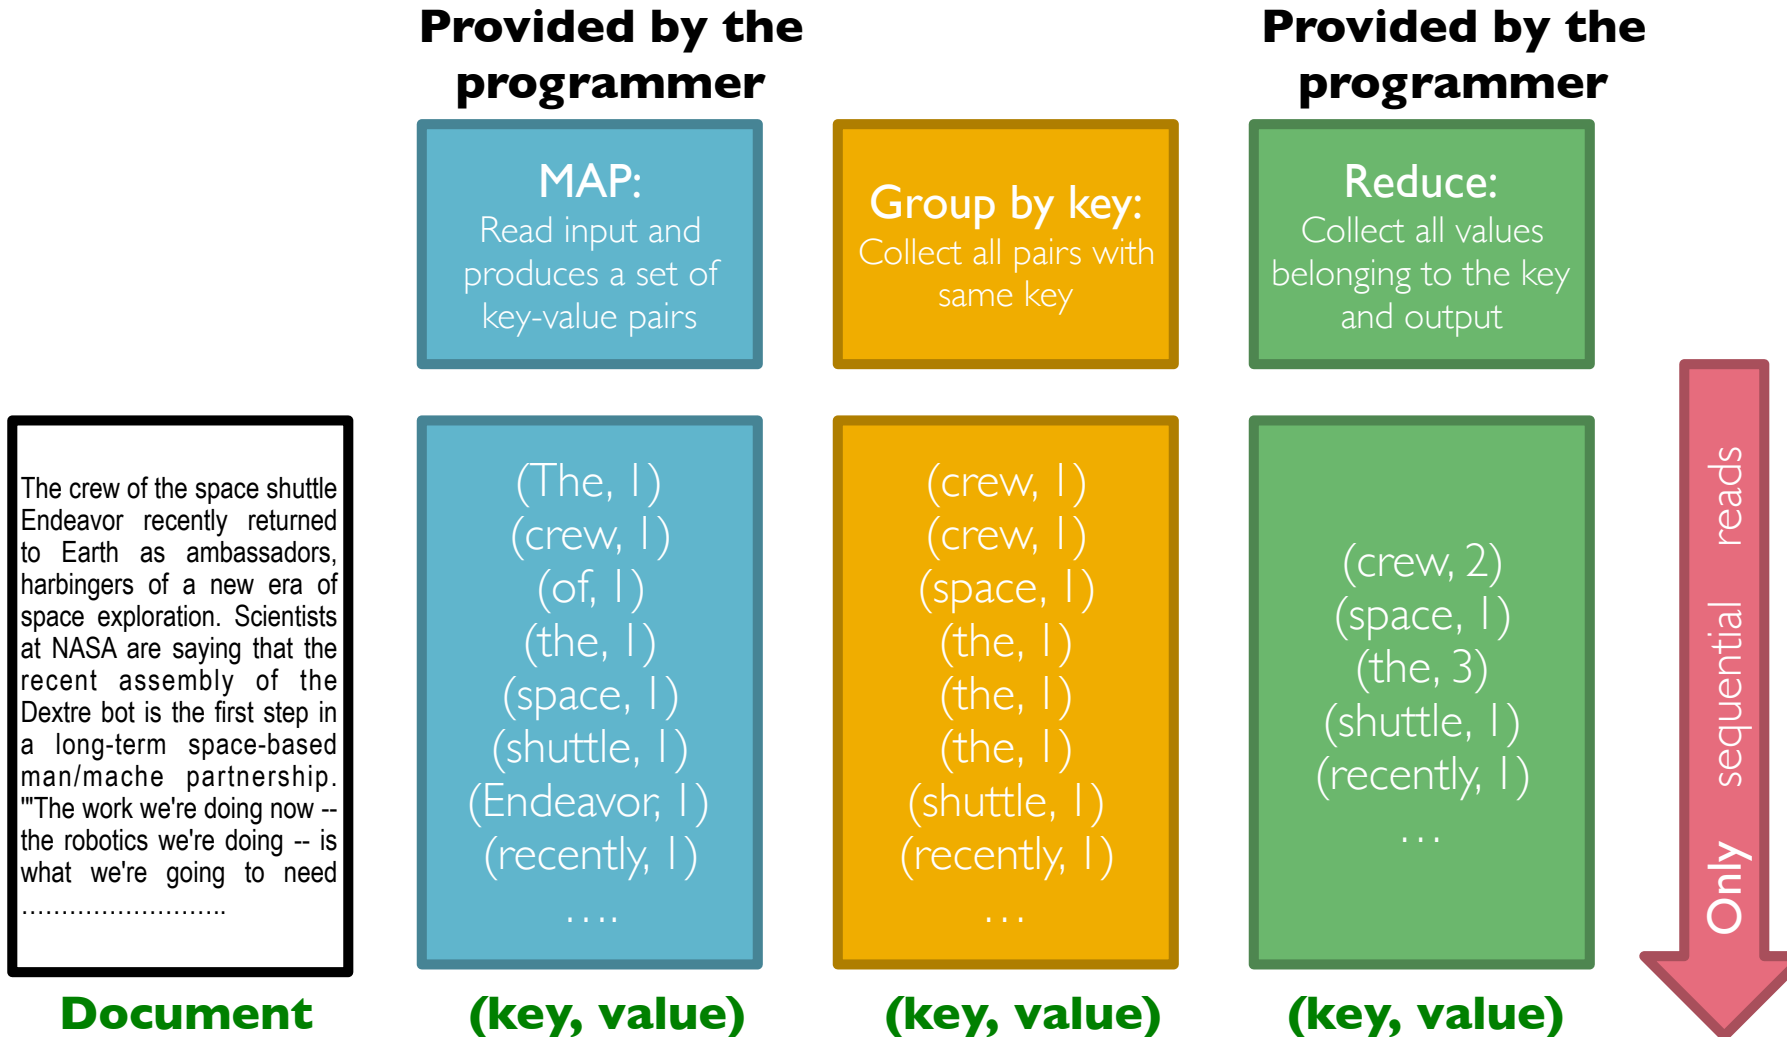 Provided by the
programmer
Provided by the
programmer
MAP:
Read input and
produces a set of
key-value pairs
Group by key:
Collect all pairs with
same key
Reduce:
Collect all values
belonging to the key
and output
The crew of the space shuttle
Endeavor recently returned
to Earth as ambassadors,
harbingers of a new era of
space exploration. Scientists
at NASA are saying that the
recent assembly of the
Dextre bot is the first step in
a long-term space-based
man/mache partnership.
'"The work we're doing now --
the robotics we're doing -- is
what we're going to need
……………………..
(The, 1)
(crew, 1)
(of, 1)
(the, 1)
(space, 1)
(shuttle, 1)
(Endeavor, 1)
(recently, 1)
….
(crew, 1)
(crew, 1)
(space, 1)
(the, 1)
(the, 1)
(the, 1)
(shuttle, 1)
(recently, 1)
…
(crew, 2)
(space, 1)
(the, 3)
(shuttle, 1)
(recently, 1)
…
Only sequential reads
Document
(key, value)
(key, value)
(key, value)